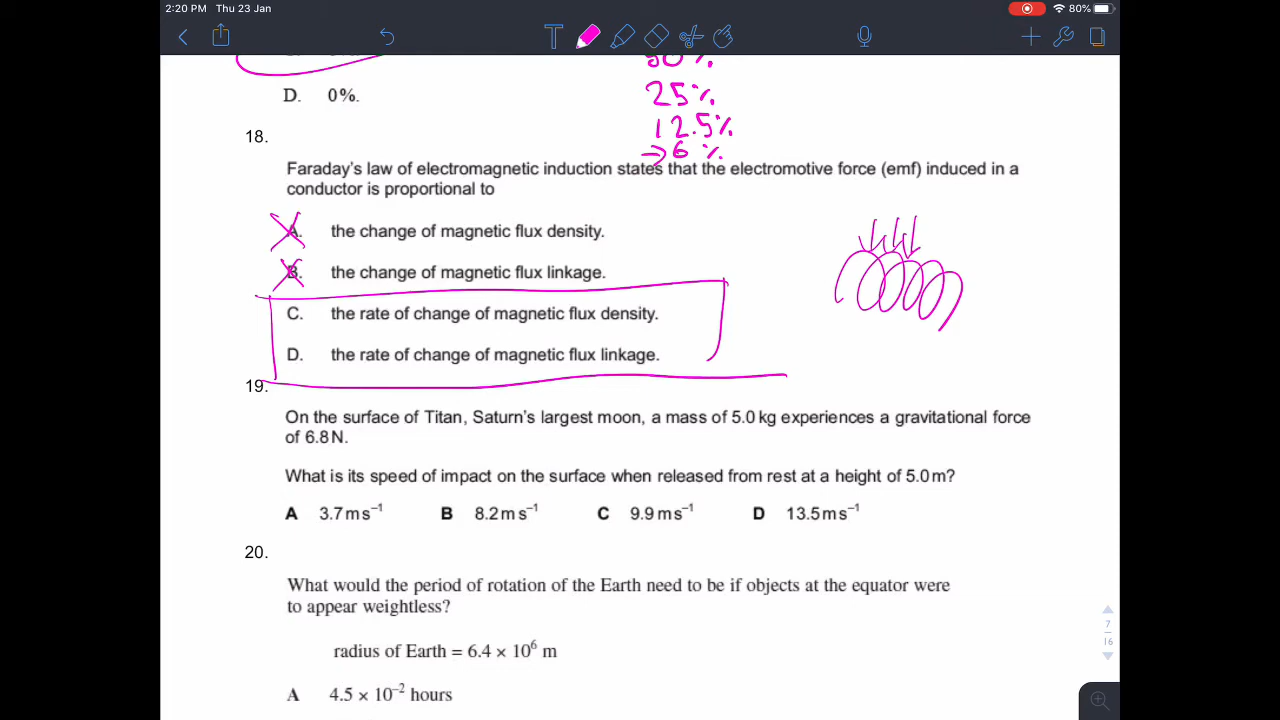 2:20 PM Thu 23 Jan
80%
50%
D. 0%.
25%
12.5%
→6%
18.
Faraday's law of electromagnetic induction states that the electromotive force (emf) induced in a
conductor is proportional to
A. the change of magnetic flux density.
B. the change of magnetic flux linkage.
C. the rate of change of magnetic flux density.
D. the rate of change of magnetic flux linkage.
19.
On the surface of Titan, Saturn's largest moon, a mass of 5.0 kg experiences a gravitational force
of 6.8 N.
What is its speed of impact on the surface when released from rest at a height of 5.0 m?
A 3.7 m s⁻¹ B 8.2 m s⁻¹ C 9.9 m s⁻¹ D 13.5 m s⁻¹
20.
What would the period of rotation of the Earth need to be if objects at the equator were
to appear weightless?
radius of Earth = 6.4 × 10⁶ m
7
16
A 4.5 × 10⁻² hours